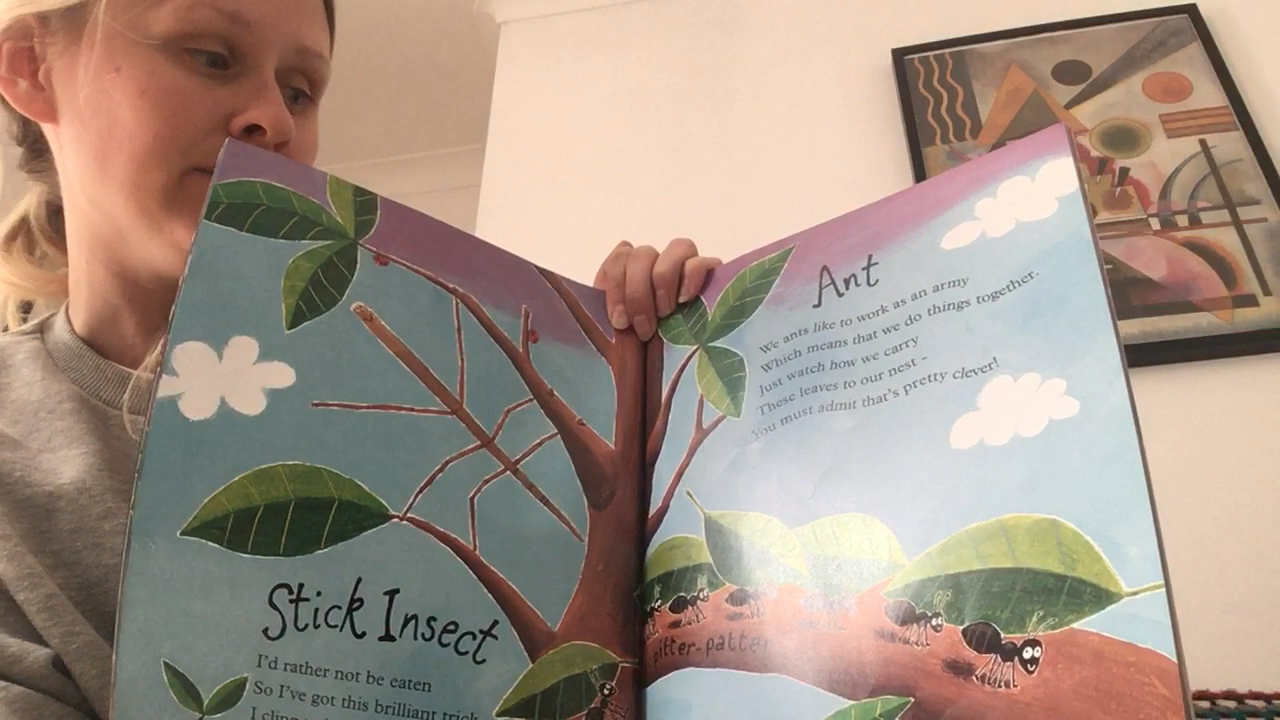 Stick Insect
I'd rather not be eaten
So I've got this brilliant trick
I cling
Ant
We ants like to work as an army
Which means that we do things together.
Just watch how we carry
These leaves to our nest –
You must admit that's pretty clever!
pitter-patter